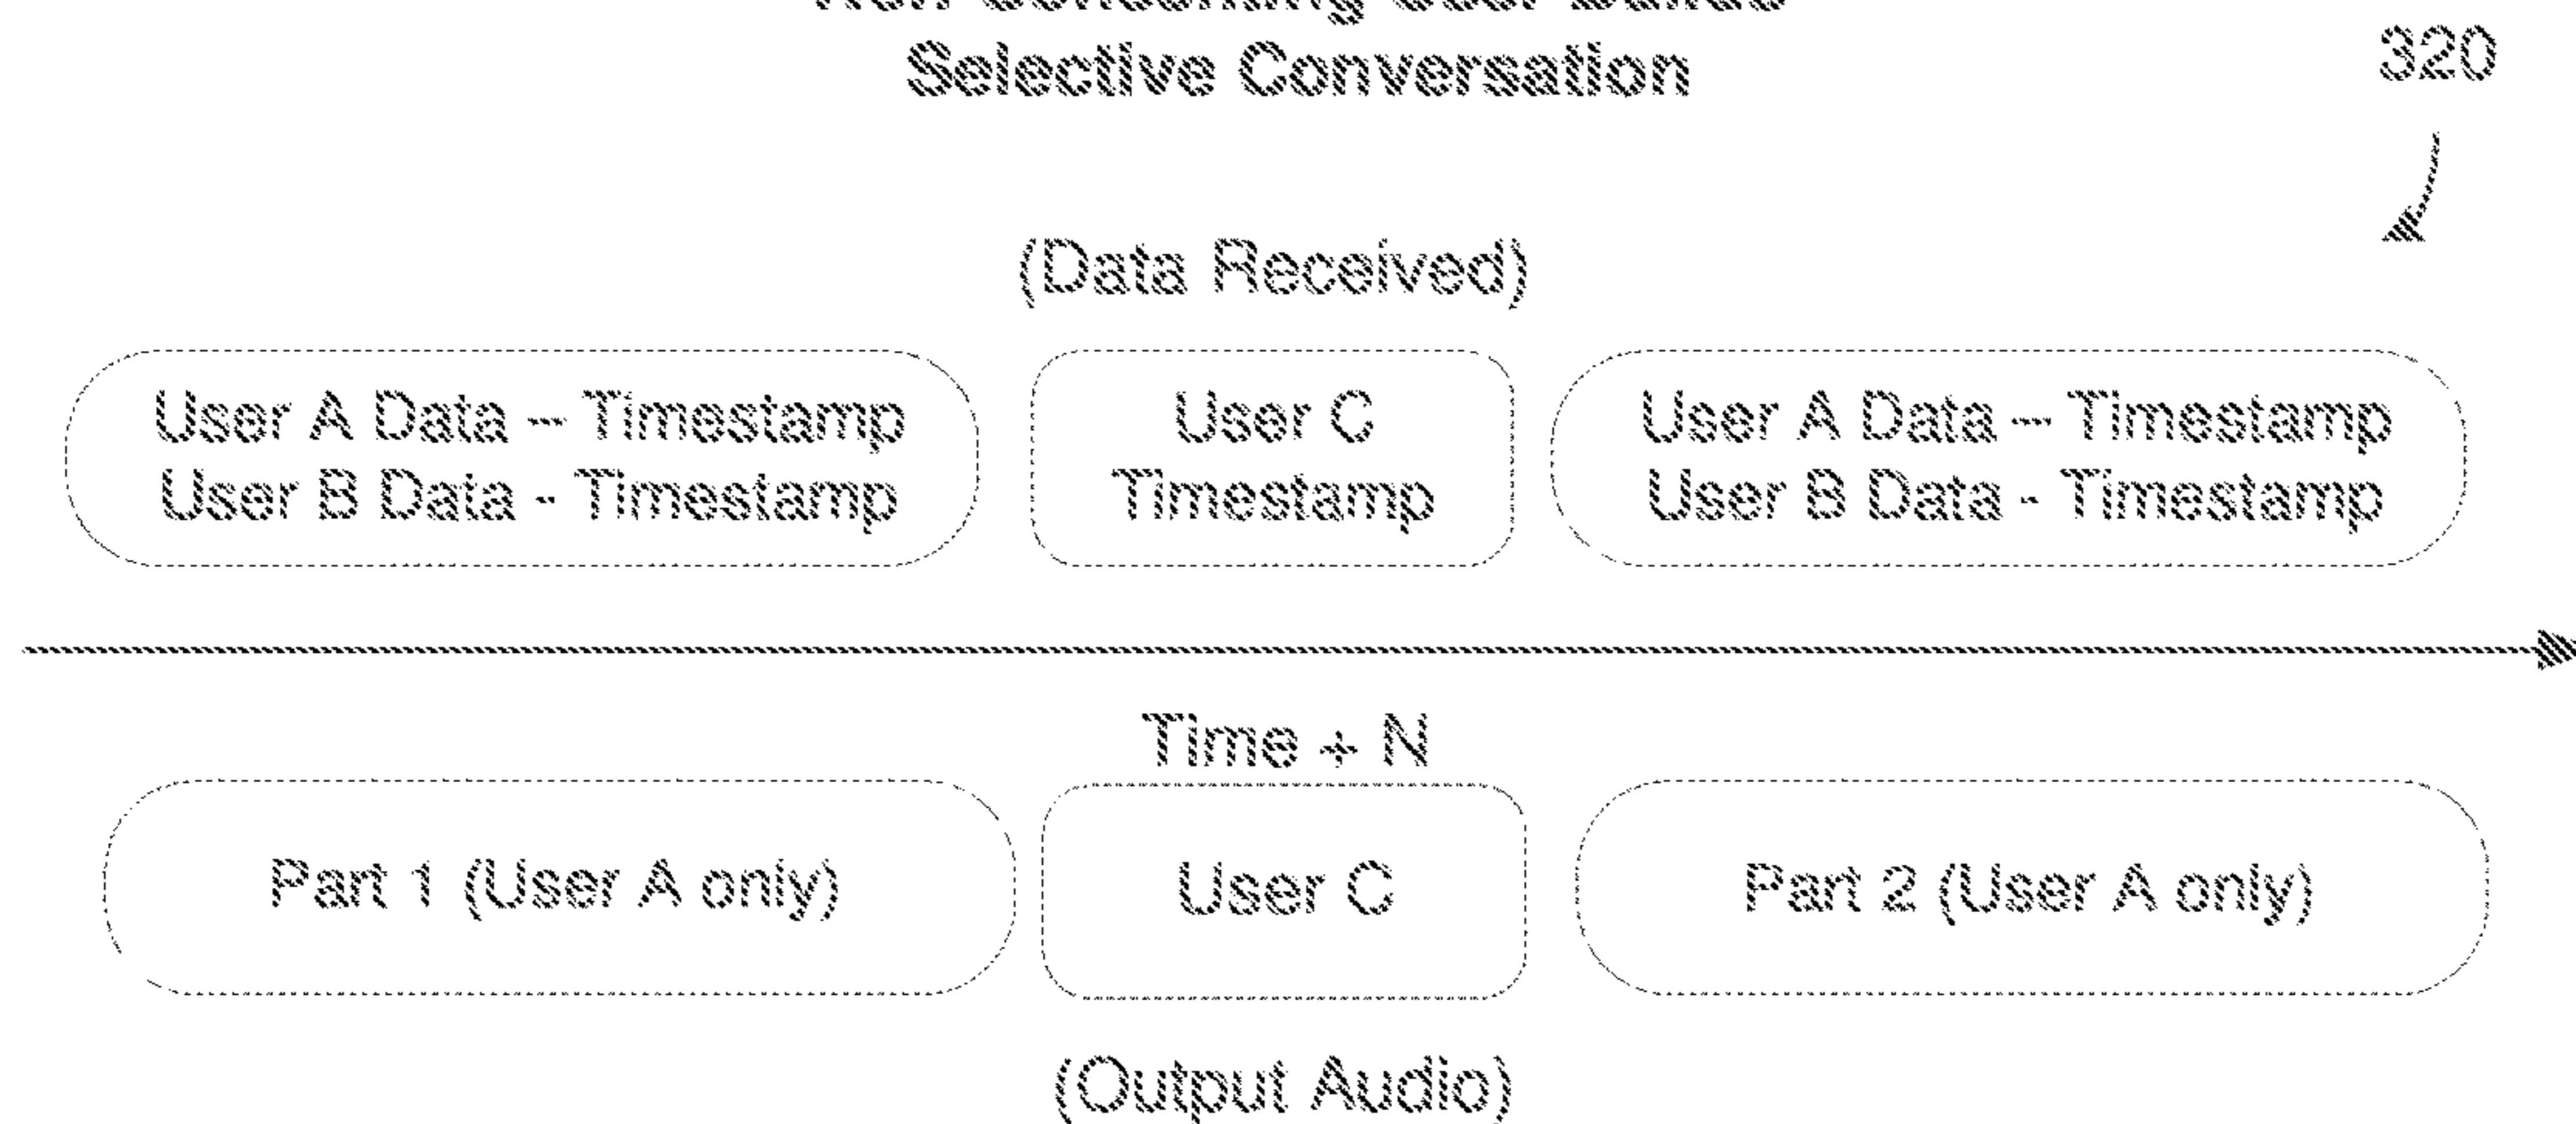 Selective Conversation
320
(Data Received)
User A Data -- Timestamp
User B Data - Timestamp
User C
Timestamp
User A Data -- Timestamp
User B Data - Timestamp
Time + N
Part 1 (User A only)
User C
Part 2 (User A only)
(Output Audio)